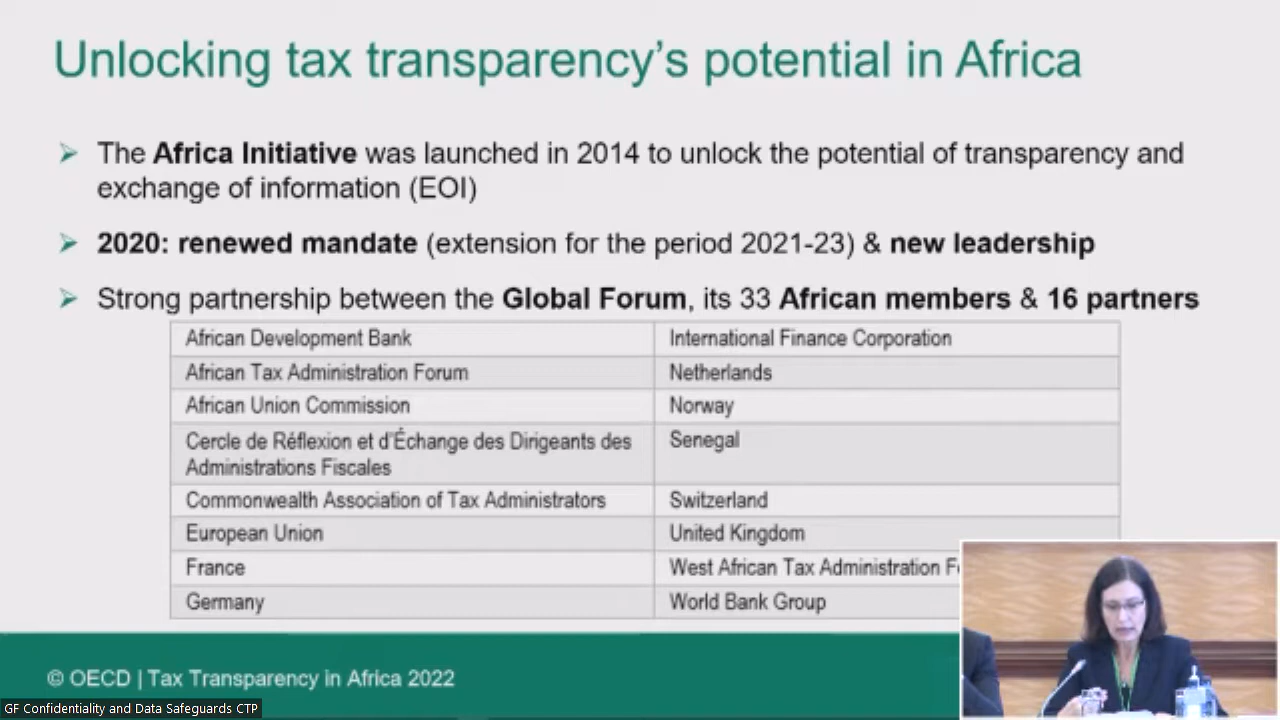 Unlocking tax transparency's potential in Africa
The Africa Initiative was launched in 2014 to unlock the potential of transparency and
exchange of information (EOI)
2020: renewed mandate (extension for the period 2021-23) & new leadership
Strong partnership between the Global Forum, its 33 African members & 16 partners
African Development Bank
International Finance Corporation
African Tax Administration Forum
Netherlands
African Union Commission
Norway
Cercle de Réflexion et d'Échange des Dirigeants des
Administrations Fiscales
Senegal
Commonwealth Association of Tax Administrators
Switzerland
European Union
United Kingdom
France
West African Tax Administration
Germany
World Bank Group
© OECD | Tax Transparency in Africa 2022
GF Confidentiality and Data Safeguards CTP